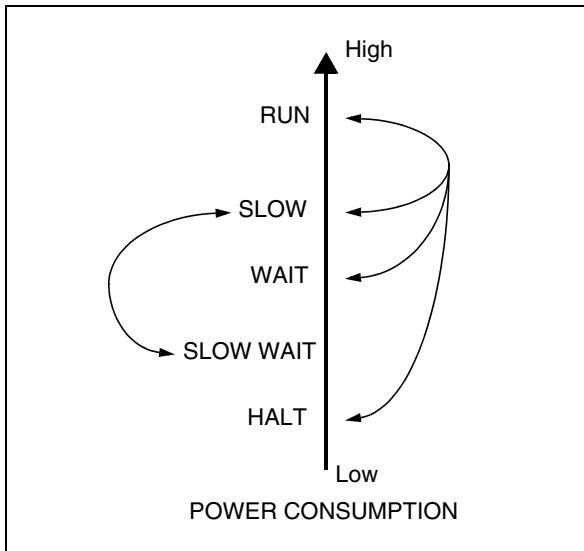 High
RUN
SLOW
WAIT
SLOW WAIT
HALT
Low
POWER CONSUMPTION